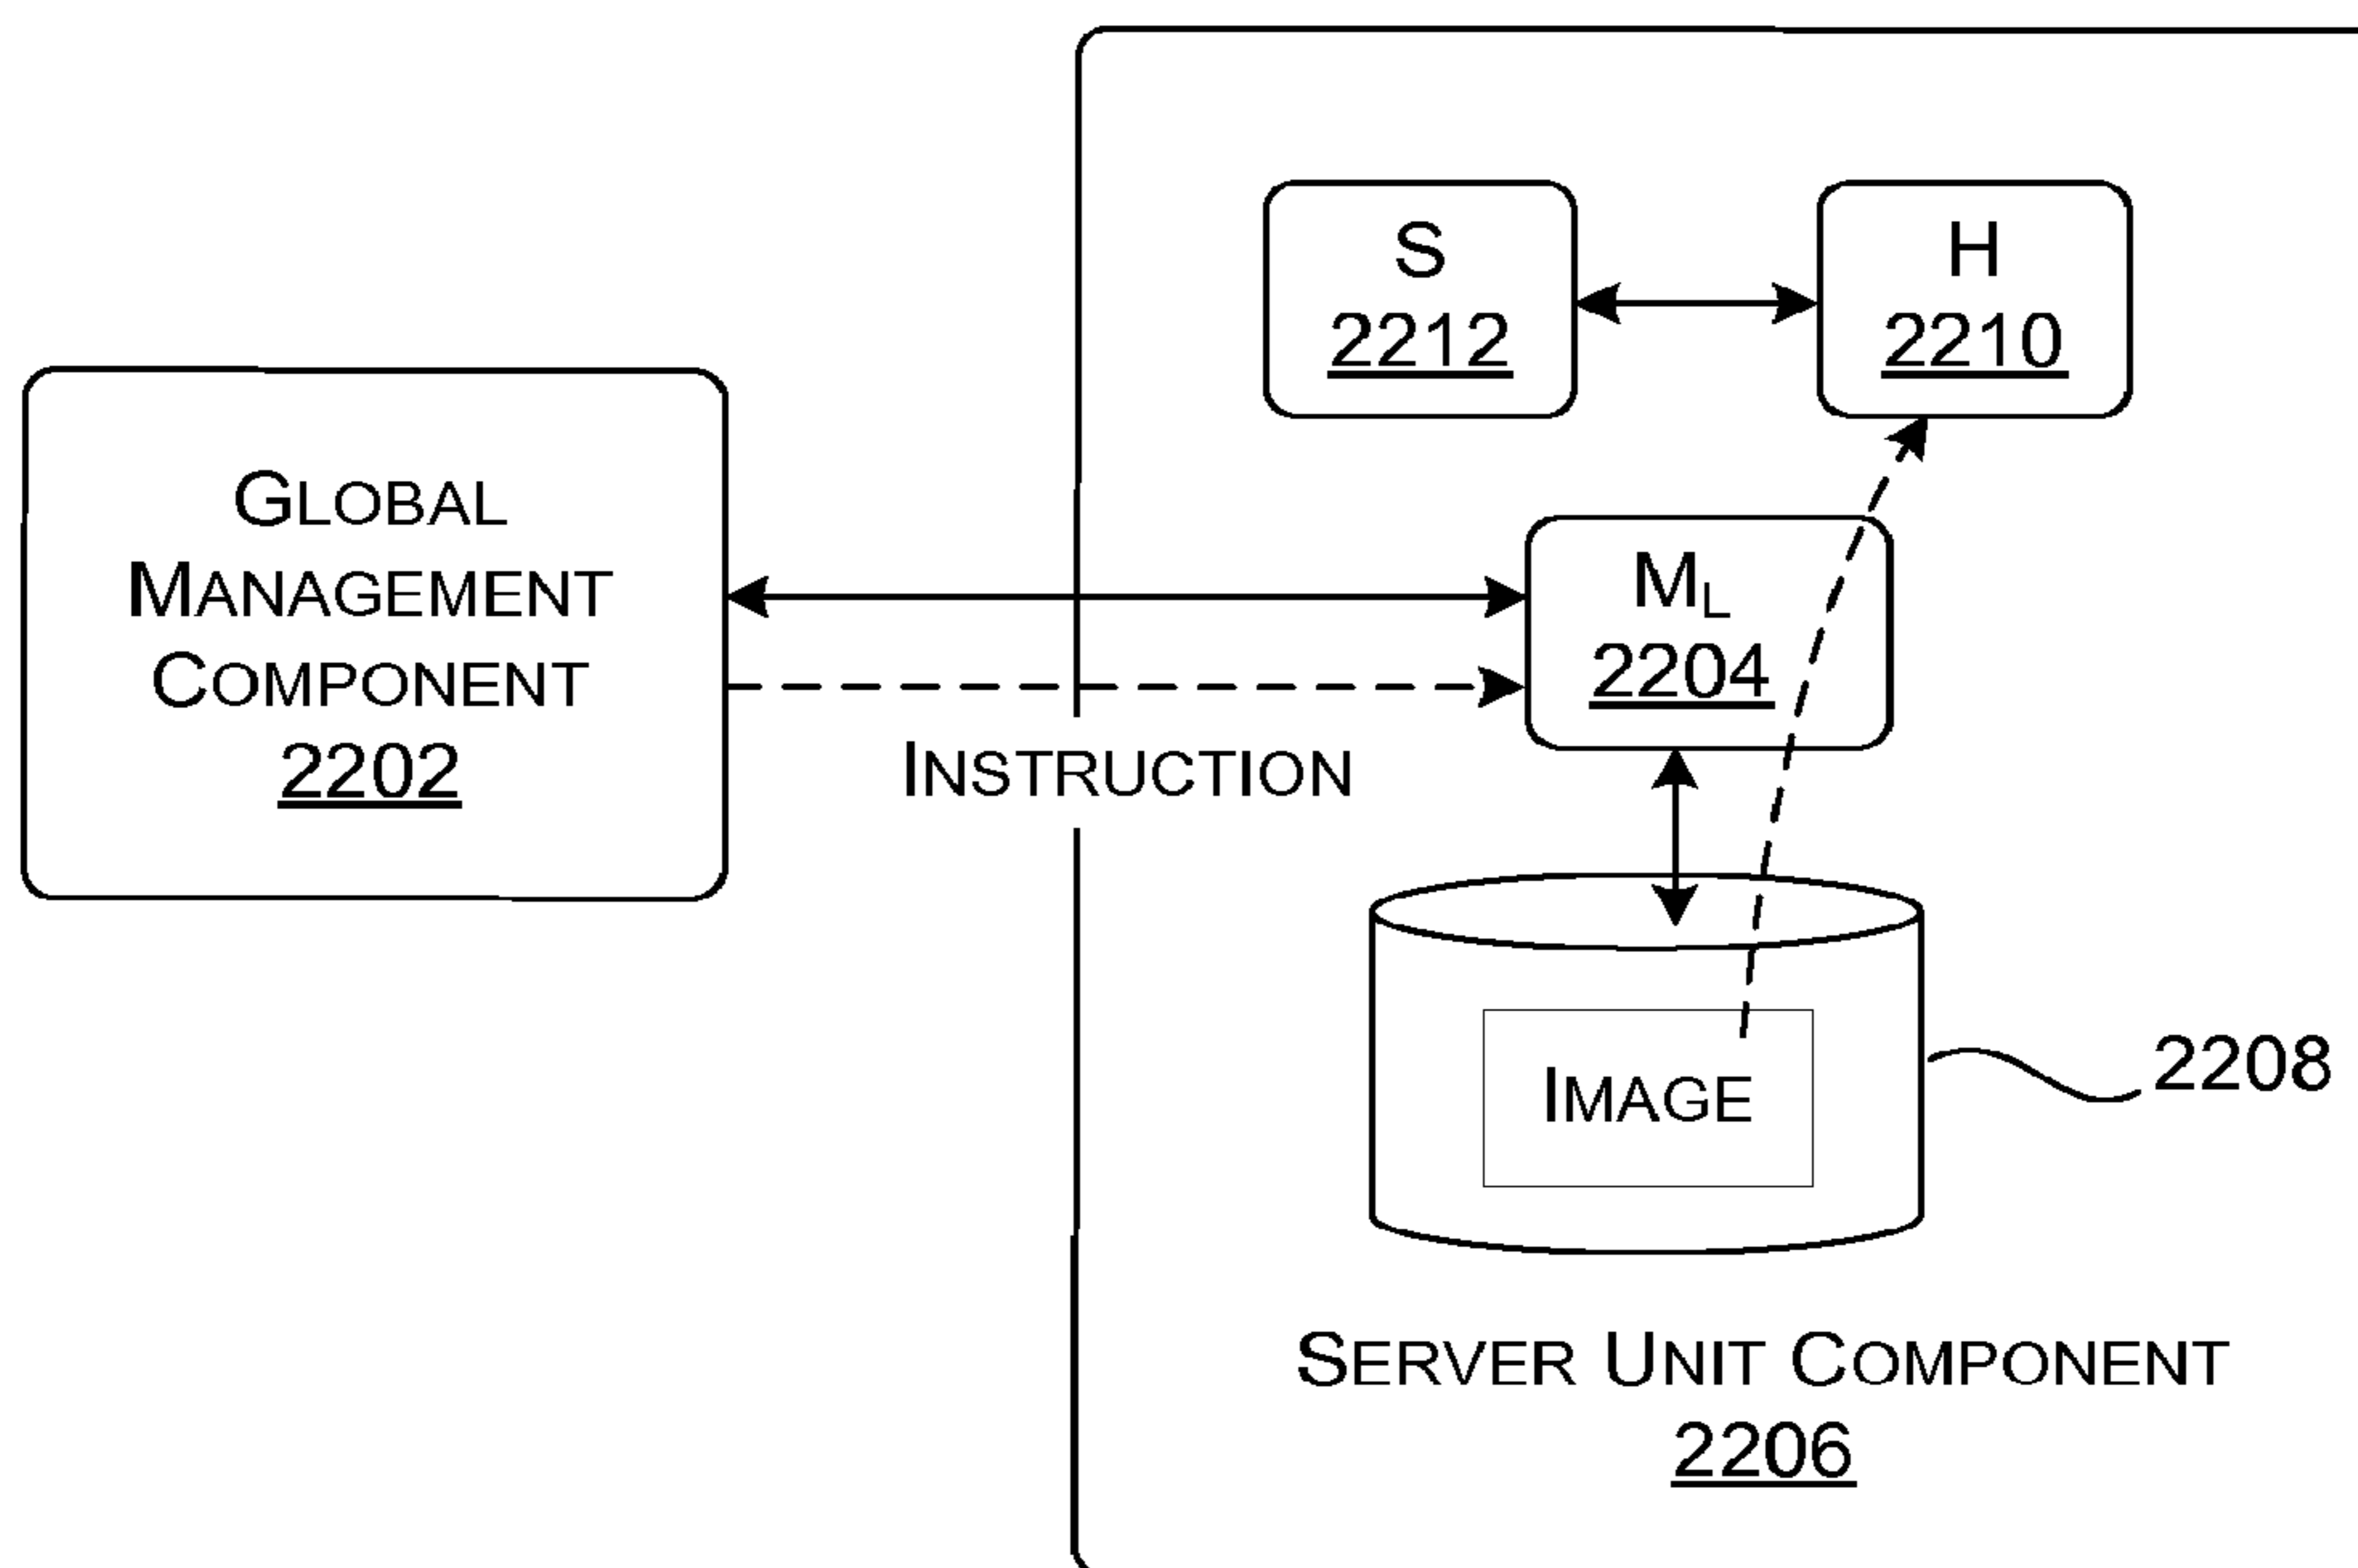 S
2212
H
2210
GLOBAL
MANAGEMENT
COMPONENT
2202
ML
2204
INSTRUCTION
IMAGE
2208
SERVER UNIT COMPONENT
2206